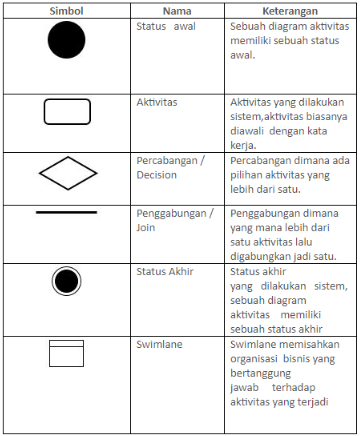 Simbol Nama Keterangan
Status awal Sebuah diagram aktivitas
memiliki sebuah status
awal.
Aktivitas Aktivitas yang dilakukan
sistem,aktivitas biasanya
diawali dengan kata
kerja.
Percabangan / Percabangan dimana ada
Decision pilihan aktivitas yang
lebih dari satu.
Penggabungan / Penggabungan dimana
Join yang mana lebih dari
satu aktivitas lalu
digabungkan jadi satu.
Status Akhir Status akhir
yang dilakukan sistem,
sebuah diagram
aktivitas memiliki
sebuah status akhir
Swimlane Swimlane memisahkan
organisasi bisnis yang
bertanggung
jawab terhadap
aktivitas yang terjadi